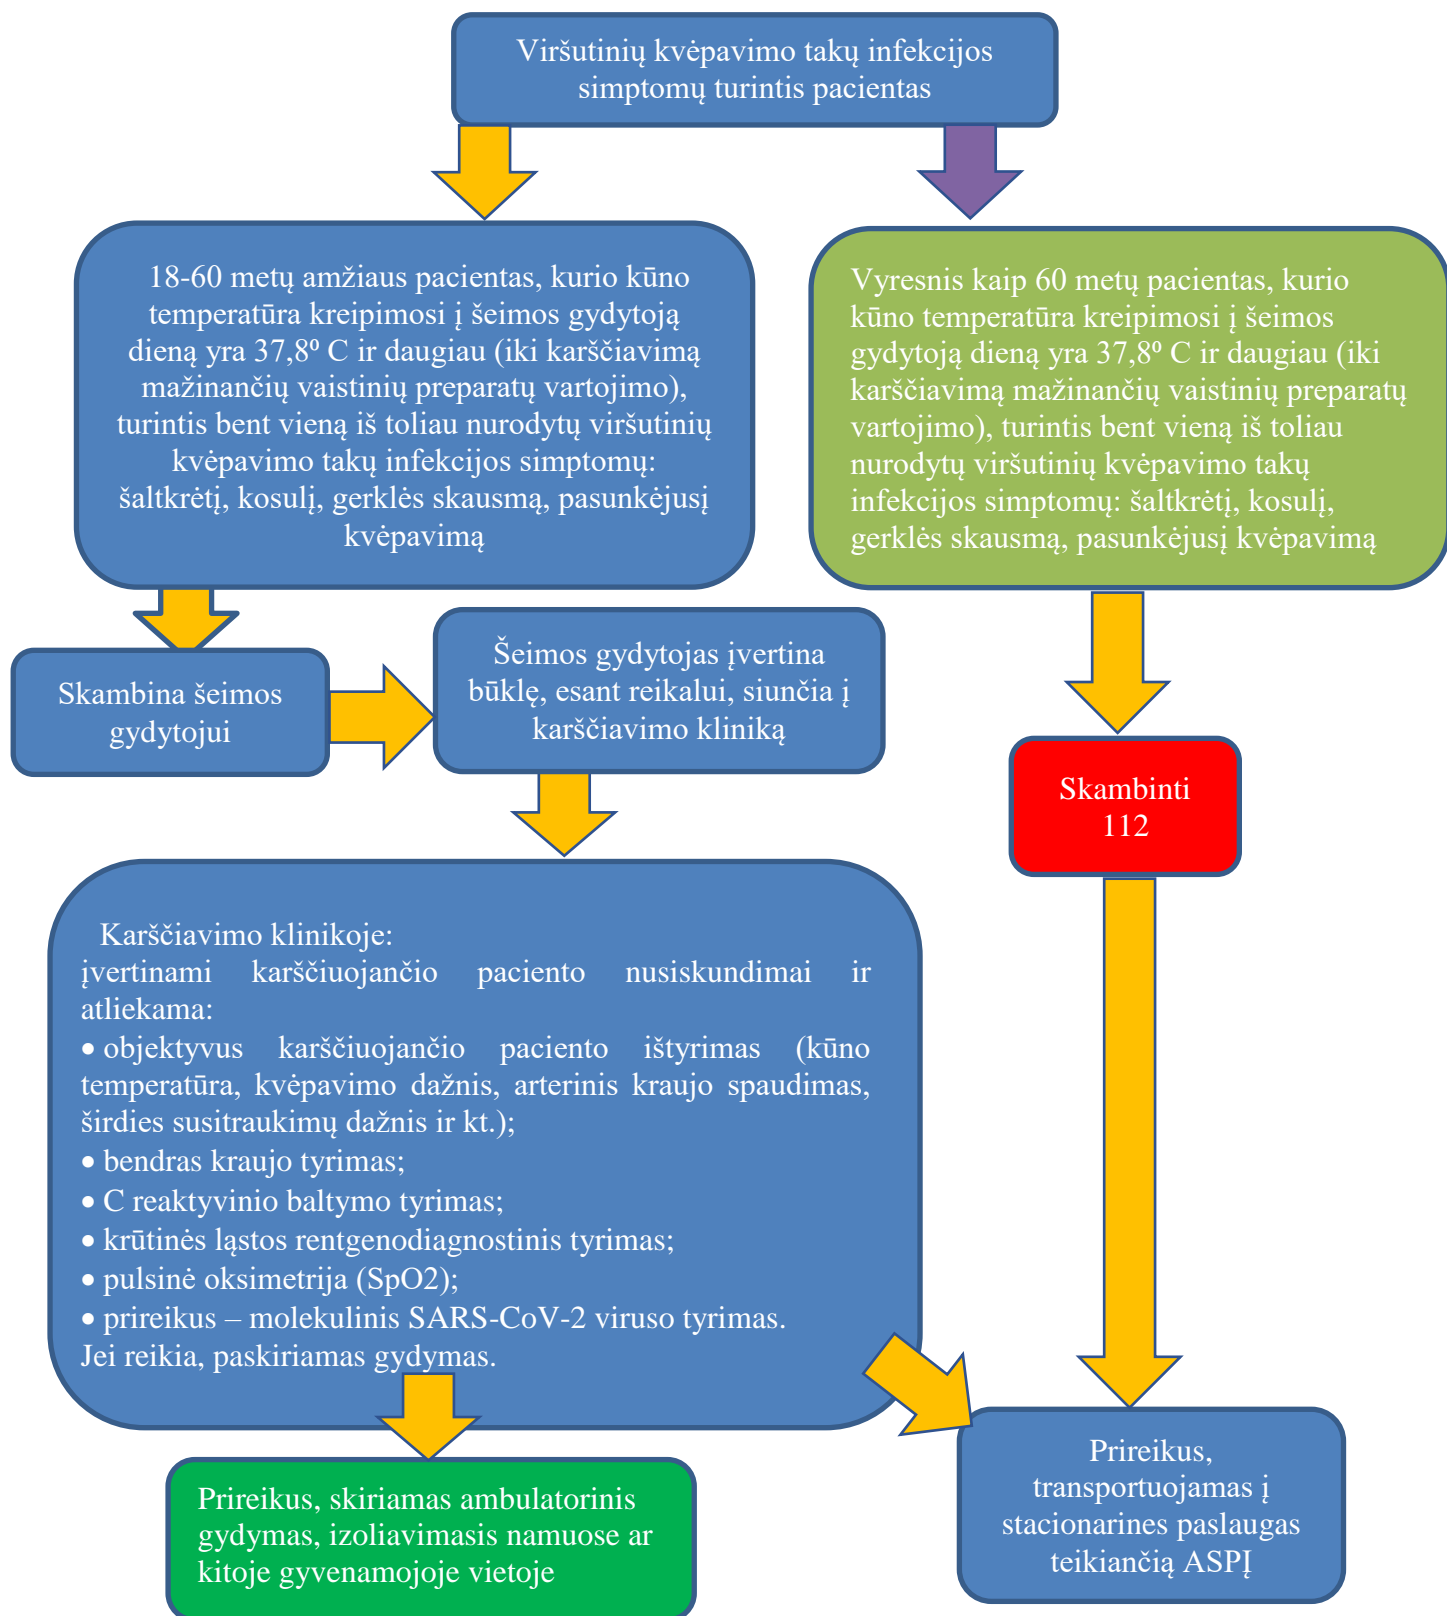 Viršutinių kvėpavimo takų infekcijos
simptomų turintis pacientas
18-60 metų amžiaus pacientas, kurio kūno
temperatūra kreipimosi į šeimos gydytoją
dieną yra 37,8⁰ C ir daugiau (iki karščiavimą
mažinančių vaistinių preparatų vartojimo),
turintis bent vieną iš toliau nurodytų viršutinių
kvėpavimo takų infekcijos simptomų:
šaltkrėtį, kosulį, gerklės skausmą, pasunkėjusį
kvėpavimą
Vyresnis kaip 60 metų pacientas, kurio
kūno temperatūra kreipimosi į šeimos
gydytoją dieną yra 37,8⁰ C ir daugiau (iki
karščiavimą mažinančių vaistinių preparatų
vartojimo), turintis bent vieną iš toliau
nurodytų viršutinių kvėpavimo takų
infekcijos simptomų: šaltkrėtį, kosulį,
gerklės skausmą, pasunkėjusį kvėpavimą
Skambina šeimos
gydytojui
Šeimos gydytojas įvertina
būklę, esant reikalui, siunčia į
karščiavimo kliniką
Skambinti
112
Karščiavimo klinikoje:
įvertinami karščiuojančio paciento nusiskundimai ir
atliekama:
• objektyvus karščiuojančio paciento ištyrimas (kūno
temperatūra, kvėpavimo dažnis, arterinis kraujo spaudimas,
širdies susitraukimų dažnis ir kt.);
• bendras kraujo tyrimas;
• C reaktyvinio baltymo tyrimas;
• krūtinės ląstos rentgenodiagnostinis tyrimas;
• pulsinė oksimetrija (SpO2);
• prireikus – molekulinis SARS-CoV-2 viruso tyrimas.
Jei reikia, paskiriamas gydymas.
Prireikus, skiriamas ambulatorinis
gydymas, izoliavimasis namuose ar
kitoje gyvenamojoje vietoje
Prireikus,
transportuojamas į
stacionarines paslaugas
teikiančią ASPĮ